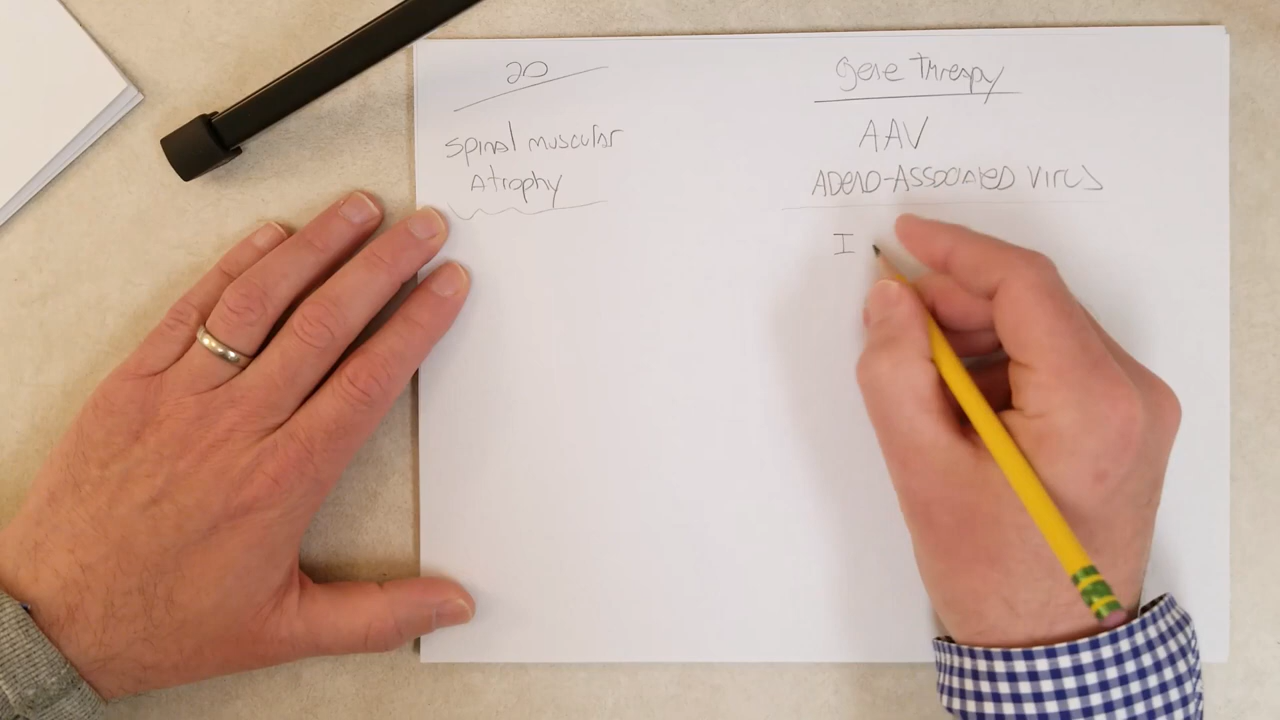 20
Spinal muscular
Atrophy
Gene Therapy
AAV
ADENO-ASSOCIATED VIRUS
I